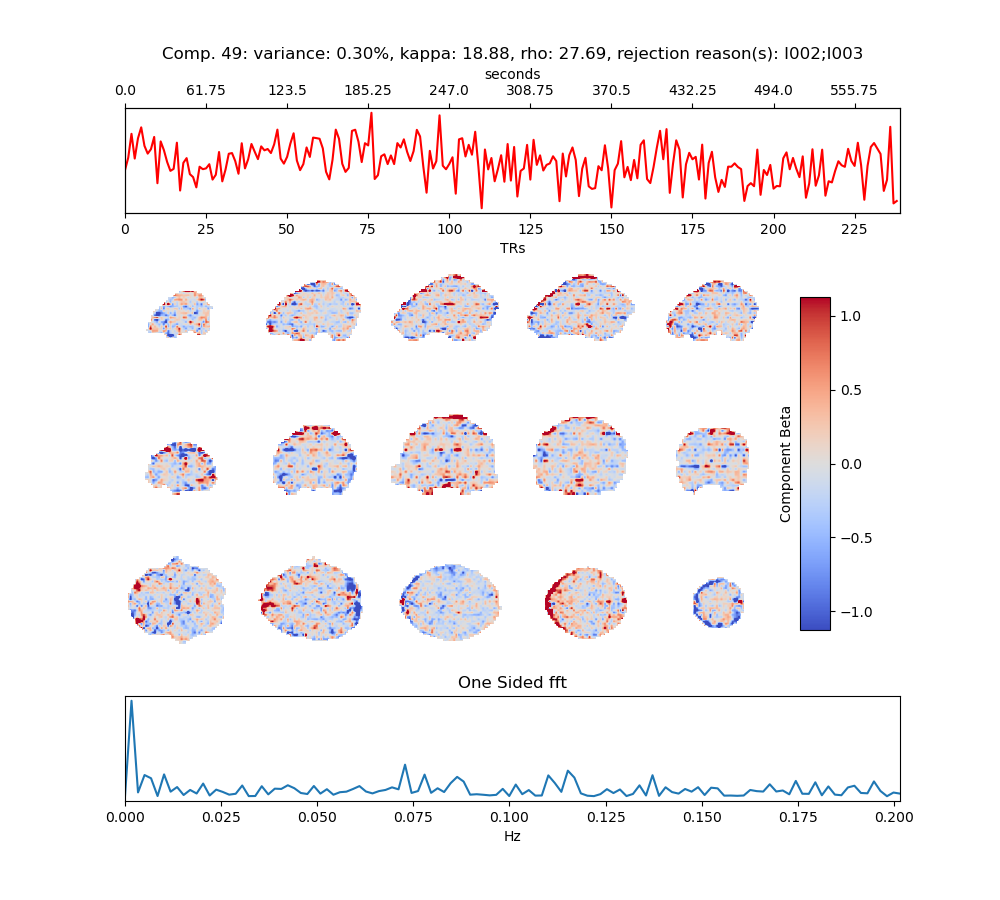 Comp. 49: variance: 0.30%, kappa: 18.88, rho: 27.69, rejection reason(s): I002;I003
seconds
0.0 61.75 123.5 185.25 247.0 308.75 370.5 432.25 494.0 555.75
0 25 50 75 100 125 150 175 200 225
TRs
1.0
0.5
0.0
−0.5
−1.0
Component Beta
One Sided fft
0.000 0.025 0.050 0.075 0.100 0.125 0.150 0.175 0.200
Hz